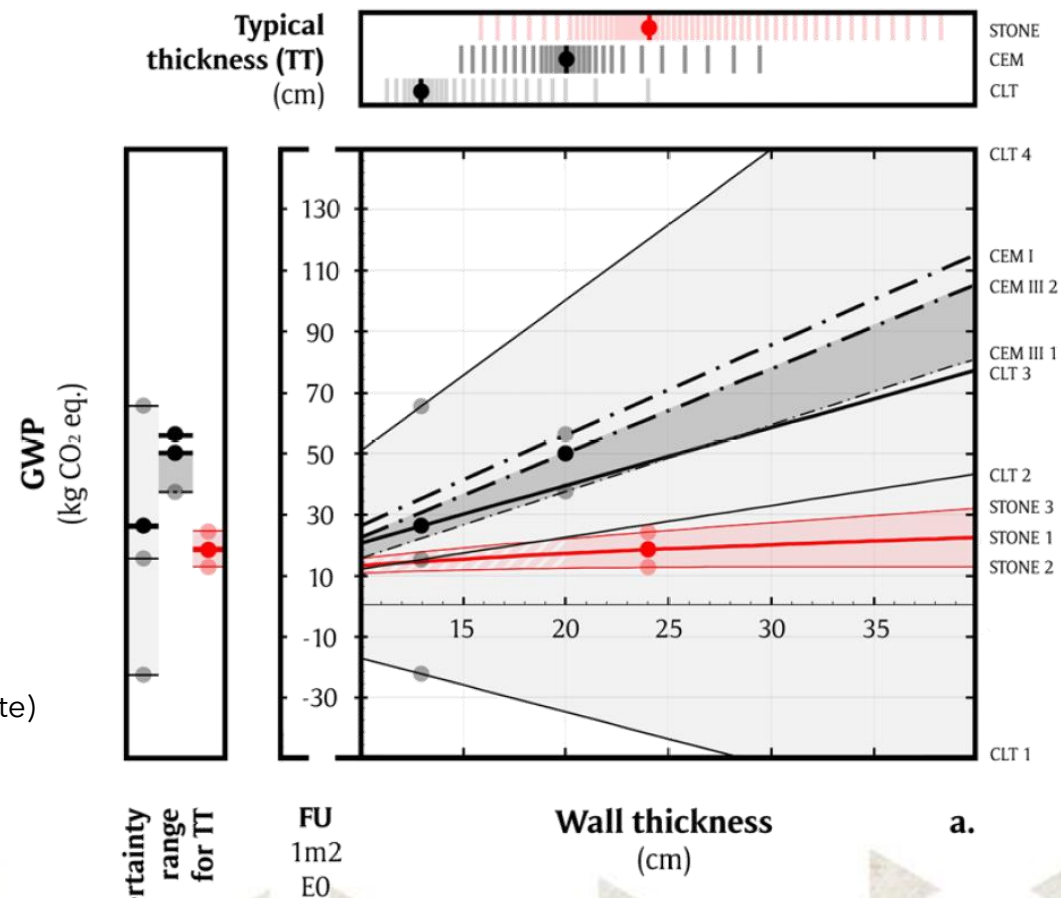 Typical
thickness (TT)
(cm)
STONE
CEM
CLT
GWP
(kg CO₂ eq.)
130
110
90
70
50
30
10
-10
-30
15
20
25
30
35
CLT 4
CEM I
CEM III 2
CEM III 1
CLT 3
CLT 2
STONE 3
STONE 1
STONE 2
CLT 1
te)
rtainty
range
for TT
FU
1m2
E0
Wall thickness
(cm)
a.